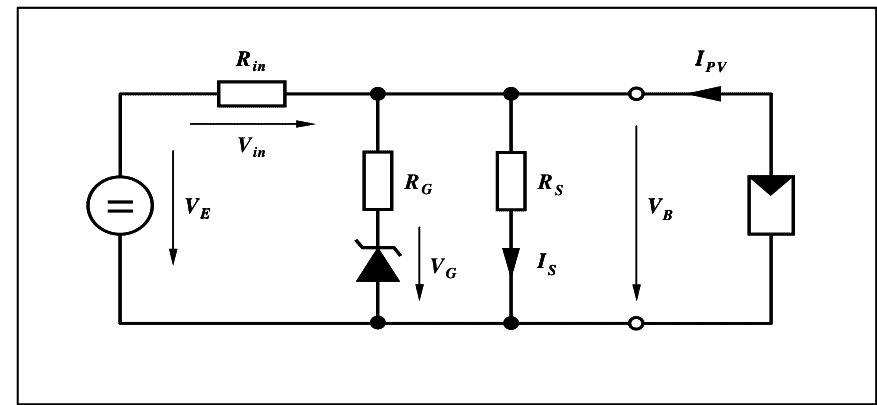 R_in
I_PV
V_in
R_G
R_S
V_E
V_B
V_G
I_S